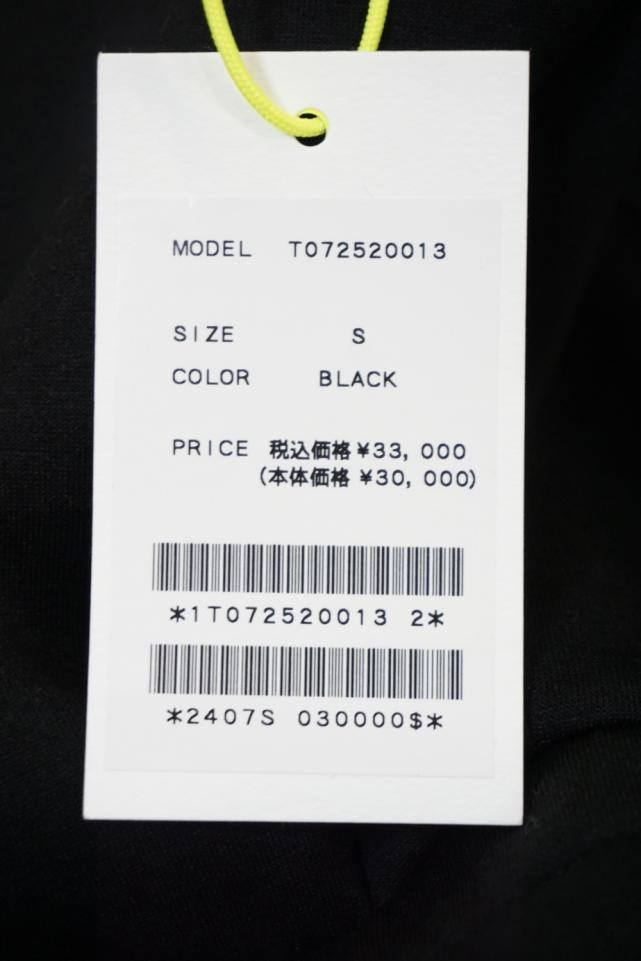 MODEL T072520013
SIZE S
COLOR BLACK
PRICE 税込価格 ¥33, 000
(本体価格 ¥30, 000)
*1T072520013 2*
*2407S 030000$*